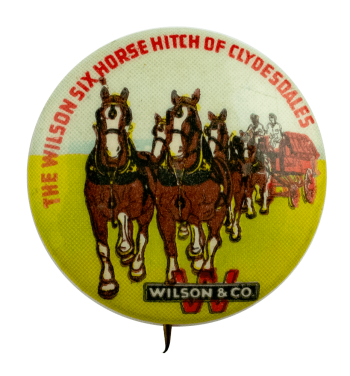 THE WILSON SIX HORSE HITCH OF CLYDESDALES
W
WILSON & CO.